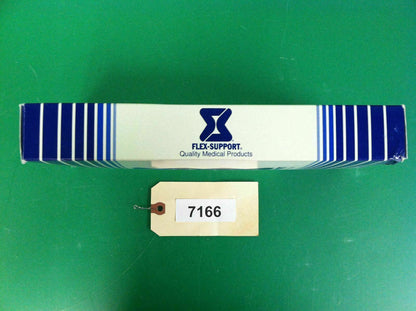 FLEX-SUPPORT®
Quality Medical Products
7166